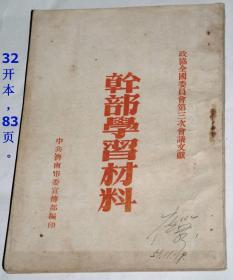 32
开
本，
83
页
。
政協全國委員會第三次會議文獻
幹部學習材料
中共濟南市委宣傳部編印